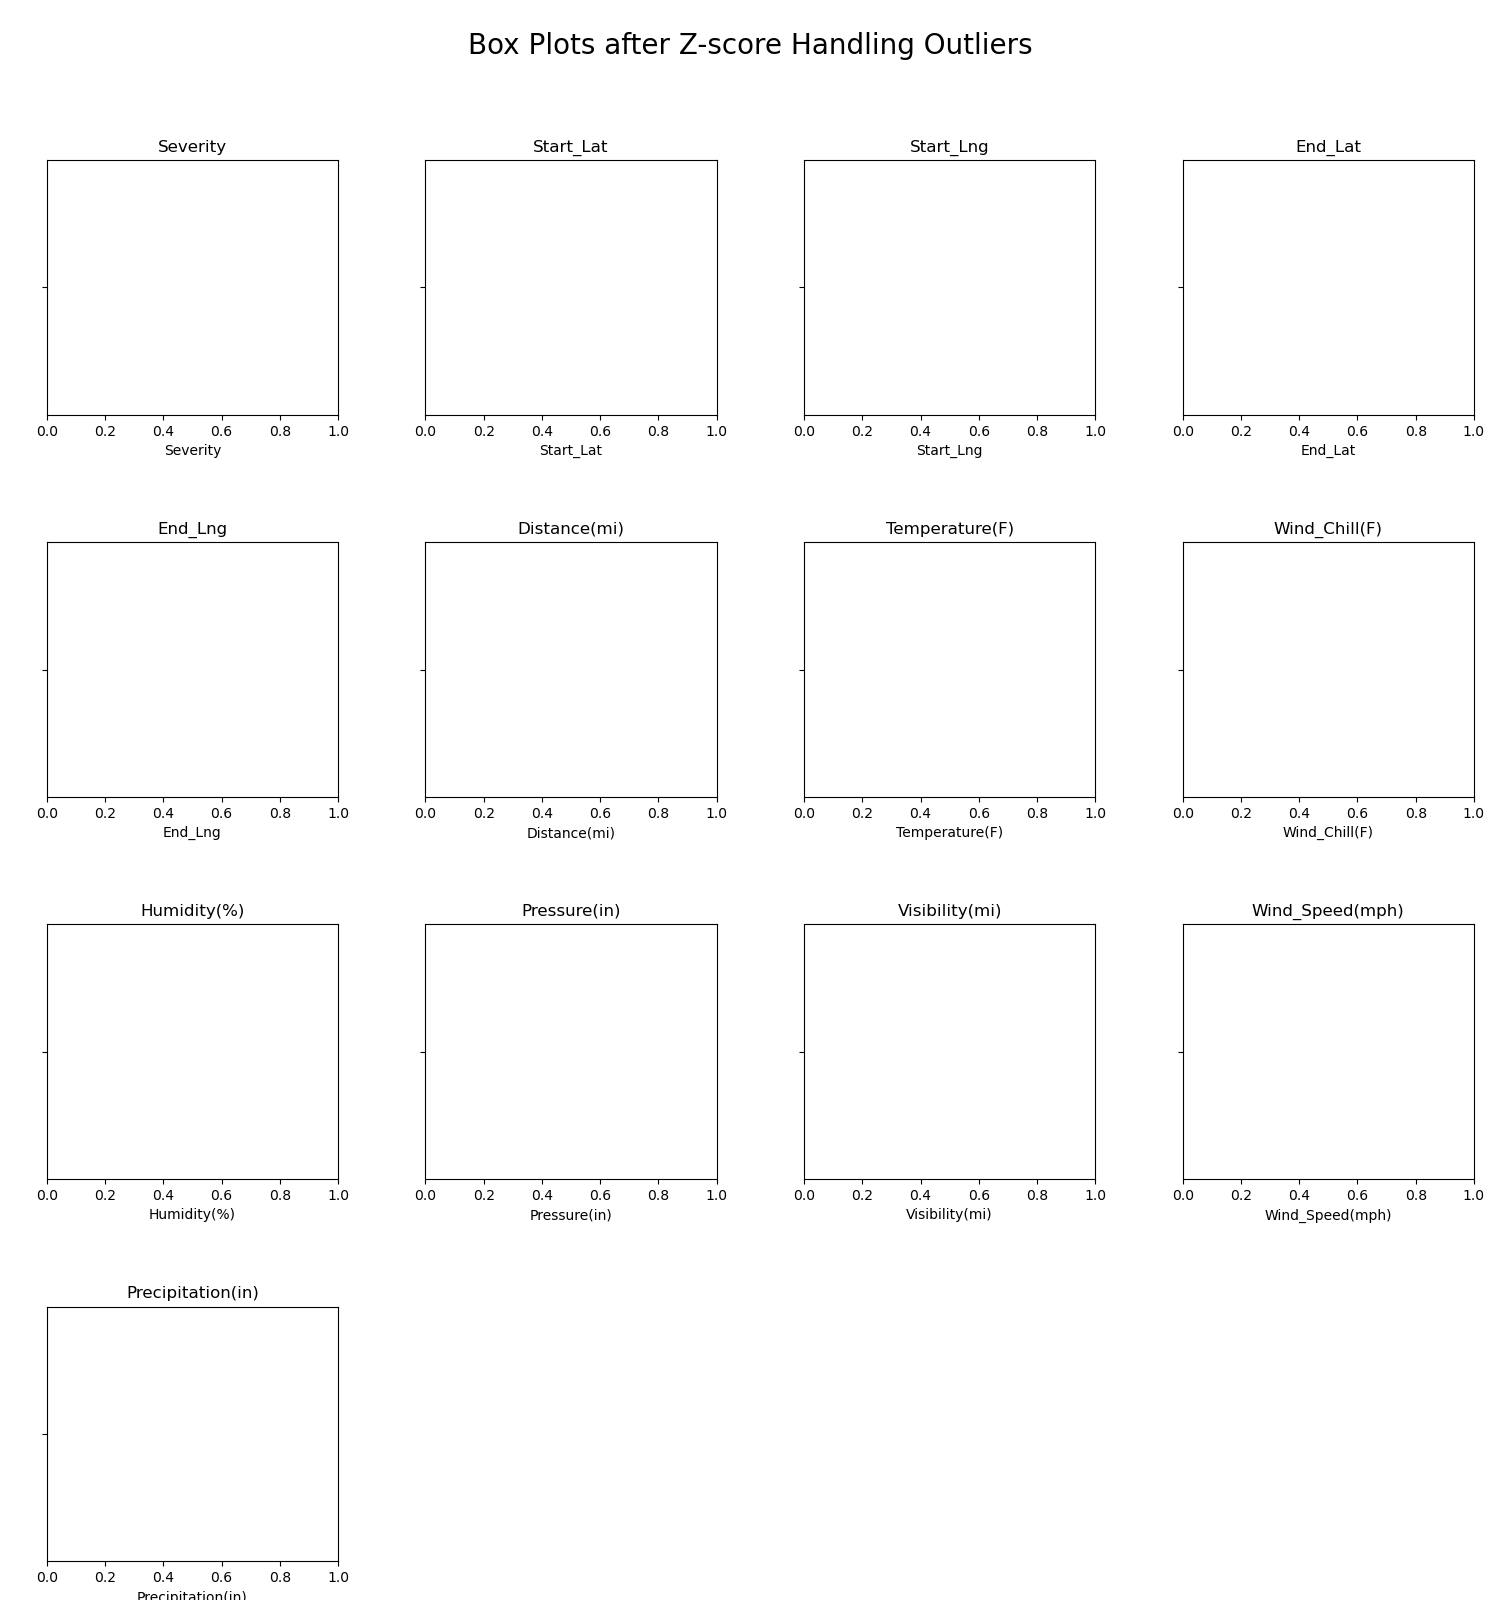 Box Plots after Z-score Handling Outliers
Severity Start_Lat Start_Lng End_Lat
0.0 0.2 0.4 0.6 0.8 1.0 0.0 0.2 0.4 0.6 0.8 1.0 0.0 0.2 0.4 0.6 0.8 1.0 0.0 0.2 0.4 0.6 0.8 1.0
Severity Start_Lat Start_Lng End_Lat
End_Lng Distance(mi) Temperature(F) Wind_Chill(F)
0.0 0.2 0.4 0.6 0.8 1.0 0.0 0.2 0.4 0.6 0.8 1.0 0.0 0.2 0.4 0.6 0.8 1.0 0.0 0.2 0.4 0.6 0.8 1.0
End_Lng Distance(mi) Temperature(F) Wind_Chill(F)
Humidity(%) Pressure(in) Visibility(mi) Wind_Speed(mph)
0.0 0.2 0.4 0.6 0.8 1.0 0.0 0.2 0.4 0.6 0.8 1.0 0.0 0.2 0.4 0.6 0.8 1.0 0.0 0.2 0.4 0.6 0.8 1.0
Humidity(%) Pressure(in) Visibility(mi) Wind_Speed(mph)
Precipitation(in)
0.0 0.2 0.4 0.6 0.8 1.0
Precipitation(in)